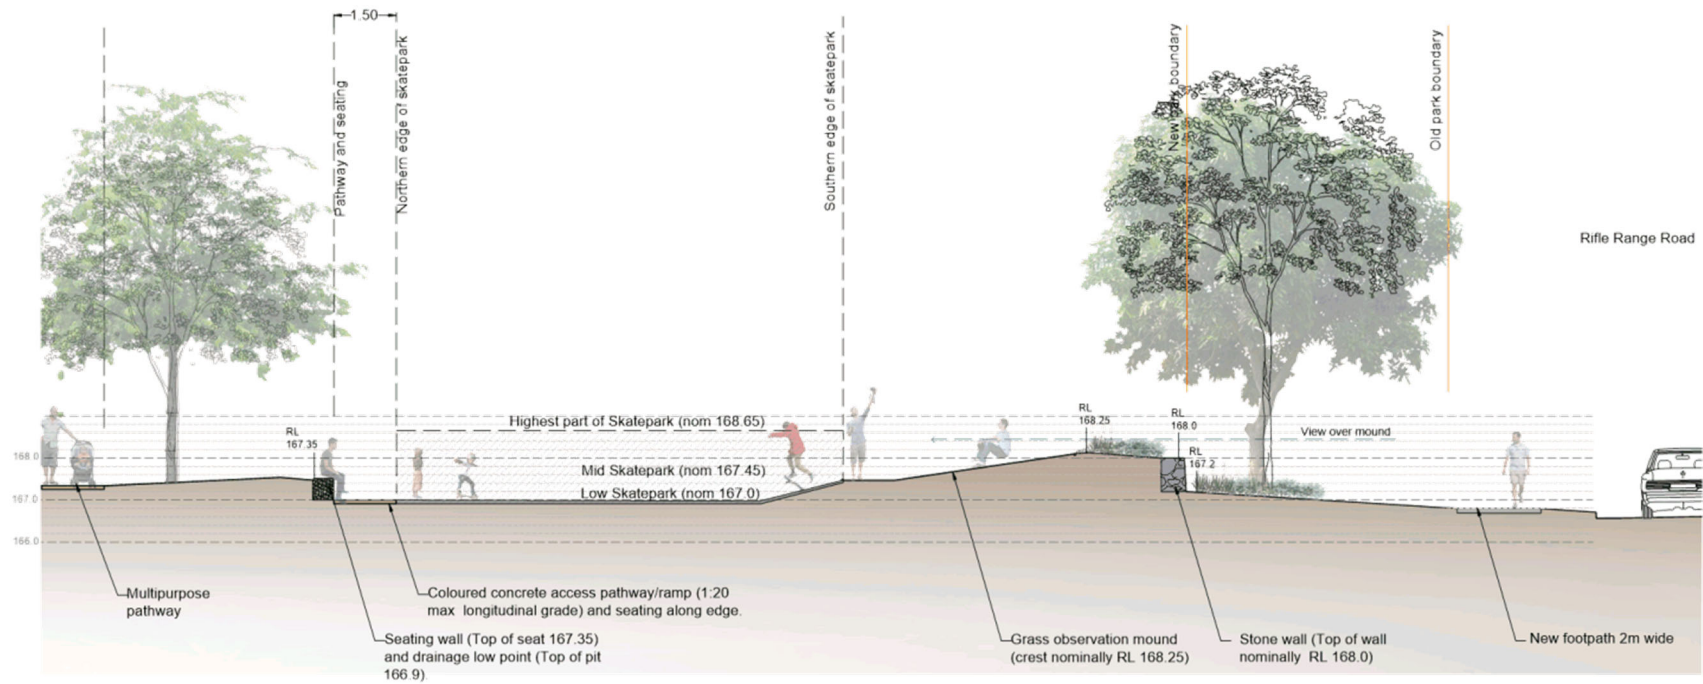 1.50
Pathway and seating
Northern edge of skatepark
Southern edge of skatepark
New park boundary
Old park boundary
Rifle Range Road
Highest part of Skatepark (nom 168.65)
Mid Skatepark (nom 167.45)
Low Skatepark (nom 167.0)
RL
167.35
RL
168.25
RL
168.0
RL
167.2
View over mound
168.0
167.0
166.0
Multipurpose
pathway
Coloured concrete access pathway/ramp (1:20
max longitudinal grade) and seating along edge.
Seating wall (Top of seat 167.35)
and drainage low point (Top of pit
166.9)
Grass observation mound
(crest nominally RL 168.25)
Stone wall (Top of wall
nominally RL 168.0)
New footpath 2m wide